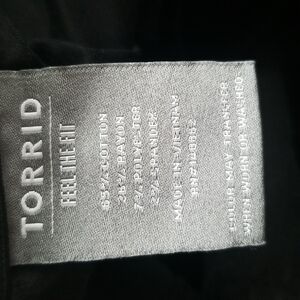 TORRID
FEEL THE FIT
65% COTTON
26% RAYON
7% POLYESTER
2% SPANDEX
MADE IN VIETNAM
COLOR MAY TRANSFER
WHEN WORN OR WASHED